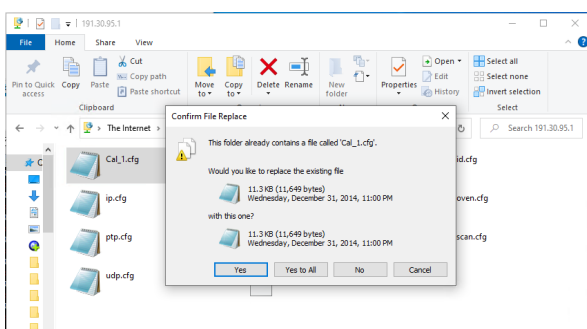 191.30.95.1
File Home Share View
Pin to Quick access
Copy
Paste
Cut
Copy path
Paste shortcut
Move to
Copy to
Delete
Rename
New folder
Properties
Open
Edit
History
Select all
Select none
Invert selection
Clipboard
Select
The Internet
Search 191.30.95.1
Cal_1.cfg
ip.cfg
ptp.cfg
udp.cfg
id.cfg
oven.cfg
scan.cfg
Confirm File Replace
This folder already contains a file called 'Cal_1.cfg'.
Would you like to replace the existing file
11.3 KB (11,649 bytes)
Wednesday, December 31, 2014, 11:00 PM
with this one?
11.3 KB (11,649 bytes)
Wednesday, December 31, 2014, 11:00 PM
Yes Yes to All No Cancel